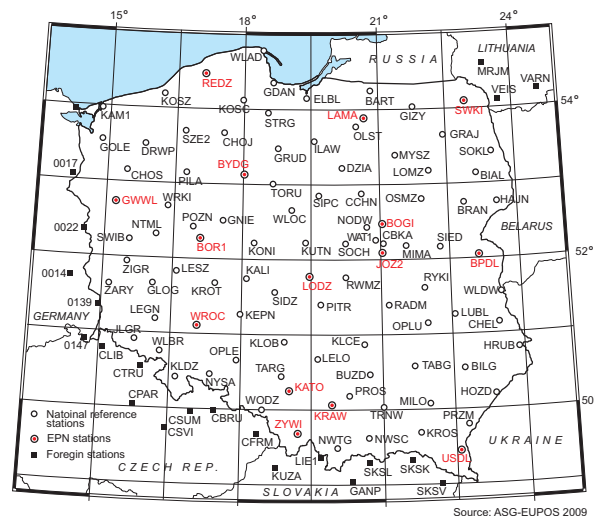 15° 18° 21° 24°
WLAD
RUSSIA
LITHUANIA
REDZ
MRJM
VARN
GDAN
KOSZ
KOSC
ELBL
BART
VEIS
54°
KAM1
STRG
LAMA
GIZY
SWKI
GOLE
DRWP
SZE2
CHOJ
OLST
GRAJ
GRUD
ILAW
MYSZ
SOKL
0017
CHOS
PILA
BYDG
DZIA
LOMZ
BIAL
GWWL
WRKI
TORU
SIPC
CCHN
OSMZ
HAJN
BRAN
0022
NTML
POZN
GNIE
WLOC
NODW
BOGI
BELARUS
SWIB
BOR1
KONI
KUTN
WAT1
CBKA
SIED
SOCH
JOZ2
MIMA
BPDL
52°
0014
ZIGR
LESZ
KALI
LODZ
RWMZ
RYKI
ZARY
GLOG
KROT
SIDZ
WLDW
0139
LEGN
PITR
RADM
GERMANY
WROC
KEPN
OPLU
LUBL
CHEL
0147
JLGR
KLOB
KLCE
HRUB
CLIB
WLBR
OPLE
LELO
CTRU
KLDZ
NYSA
TARG
BUZD
TABG
BILG
CPAR
KATO
PROS
HOZD
50
WODZ
KRAW
MILO
Natoinal reference
stations
CSUM
CBRU
TRNW
PRZM
EPN stations
CSVI
ZYWI
KROS
UKRAINE
Foregin stations
CFRM
NWTG
NWSC
USDL
CZECH REP.
LIE1
KUZA
SKSL
SKSK
SLOVAKIA
GANP
SKSV
Source: ASG-EUPOS 2009